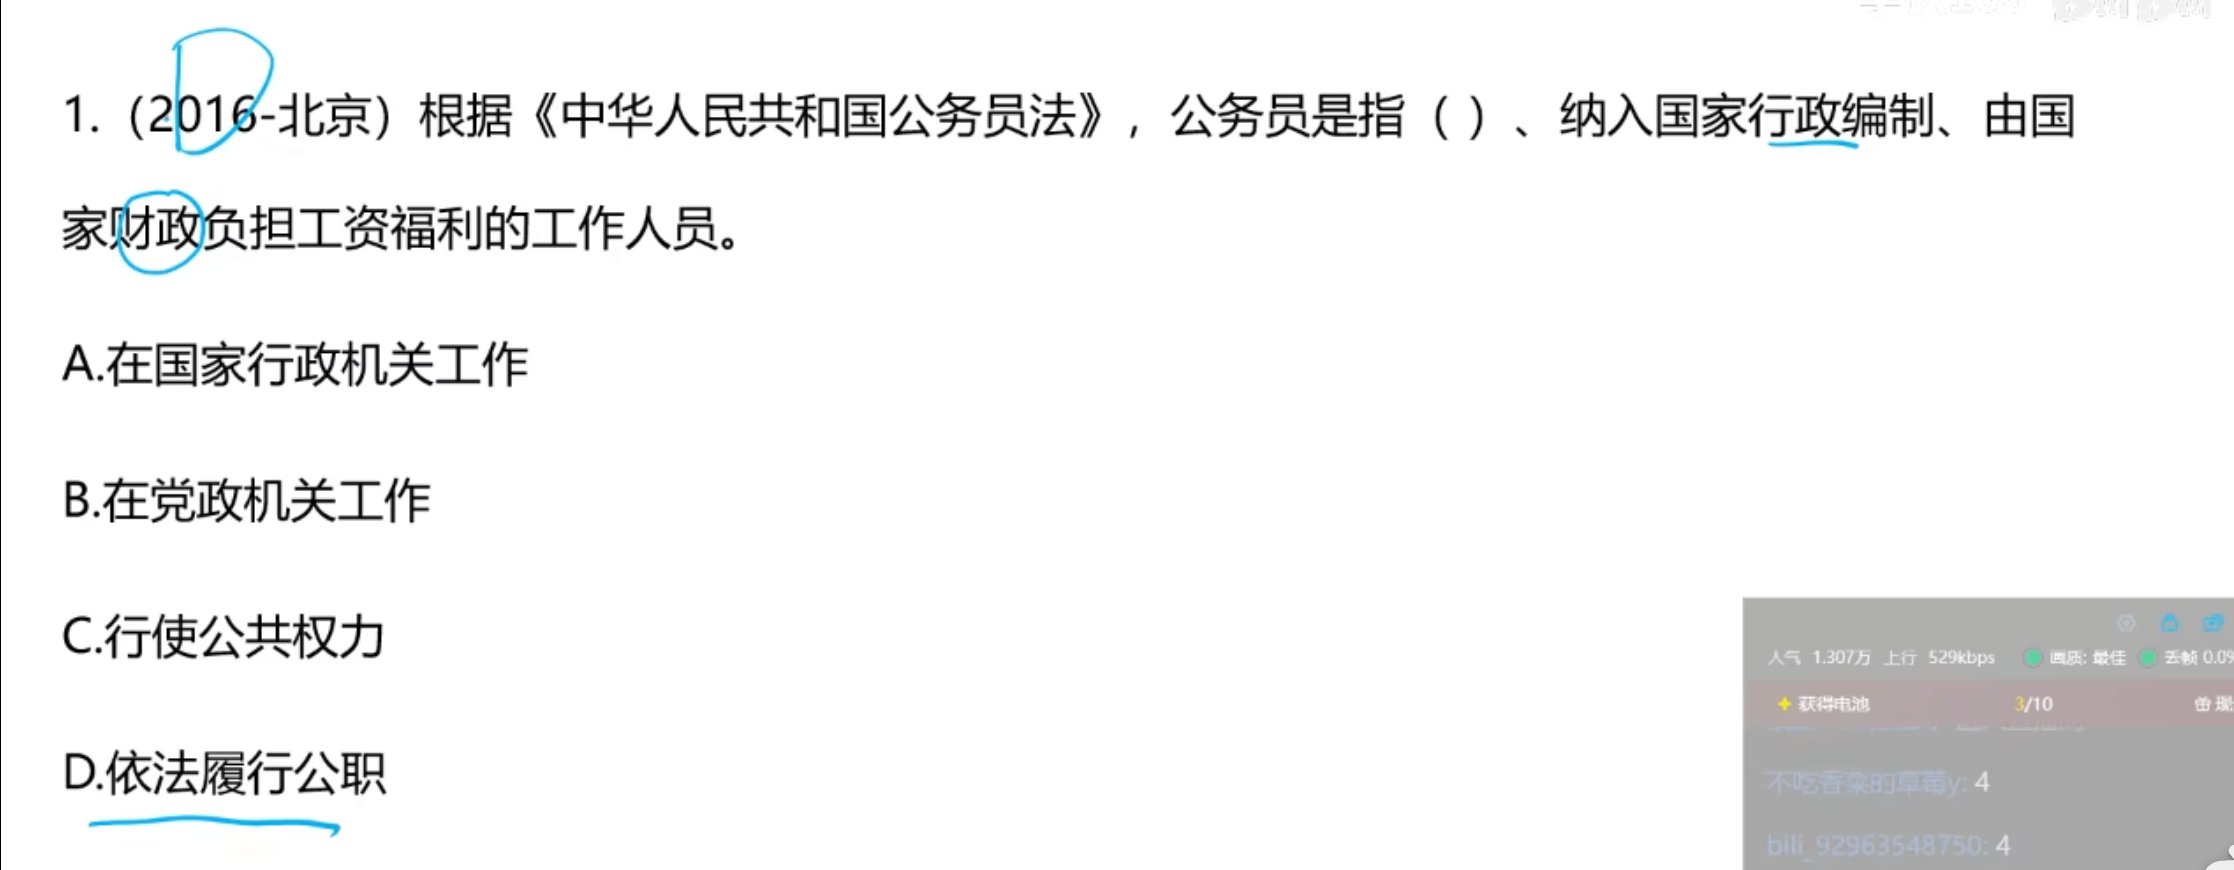 D
1.（2016-北京）根据《中华人民共和国公务员法》，公务员是指（ ）、纳入国家行政编制、由国
家财政负担工资福利的工作人员。
A.在国家行政机关工作
B.在党政机关工作
C.行使公共权力
D.依法履行公职
人气 1.307万 上行 529kbps 画质: 最佳 丢帧 0.09
获得电池 3/10
不吃香菜的草莓y: 4
bili_92963548750: 4